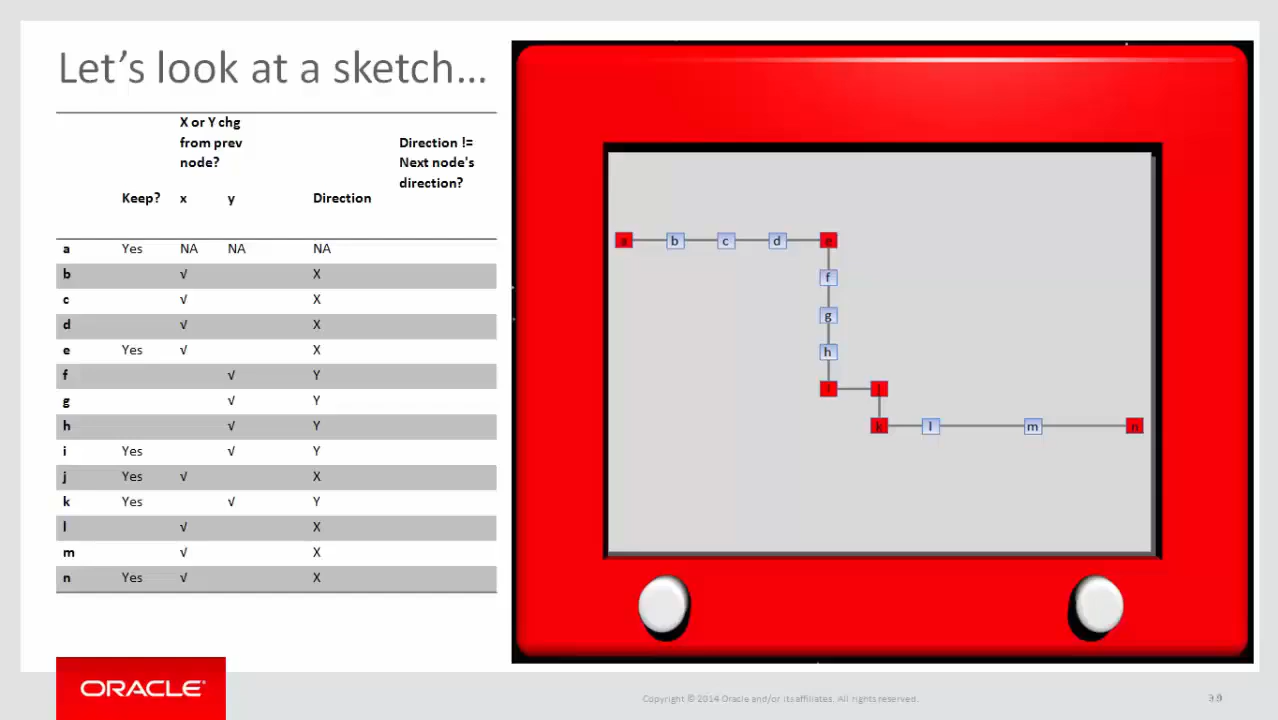 Let's look at a sketch...
X or Y chg
from prev
node?
Direction !=
Next node's
direction?
Keep? x y Direction
a Yes NA NA NA
b √ X
c √ X
d √ X
e Yes √ X
f √ Y
g √ Y
h √ Y
i Yes √ Y
j Yes √ X
k Yes √ Y
l √ X
m √ X
n Yes √ X
a b c d e
f
g
h
i j
k l m n
ORACLE
Copyright © 2014 Oracle and/or its affiliates. All rights reserved.